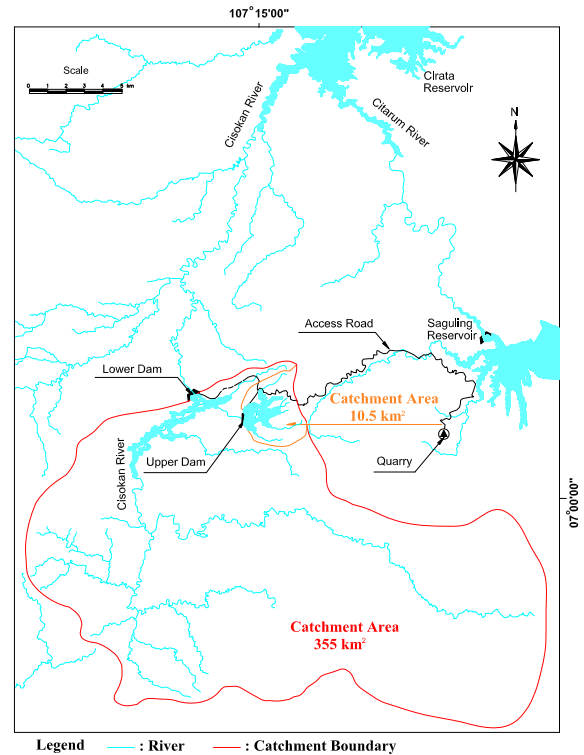 107°15'00"
Scale
0 1 2 3 4 5 km
CIrata
ReservoIr
Cisokan River
Citarum River
N
Access Road
Saguling
Reservoir
Lower Dam
Catchment Area
10.5 km²
Upper Dam
Quarry
CIsokan River
07°00'00"
Catchment Area
355 km²
Legend : River : Catchment Boundary